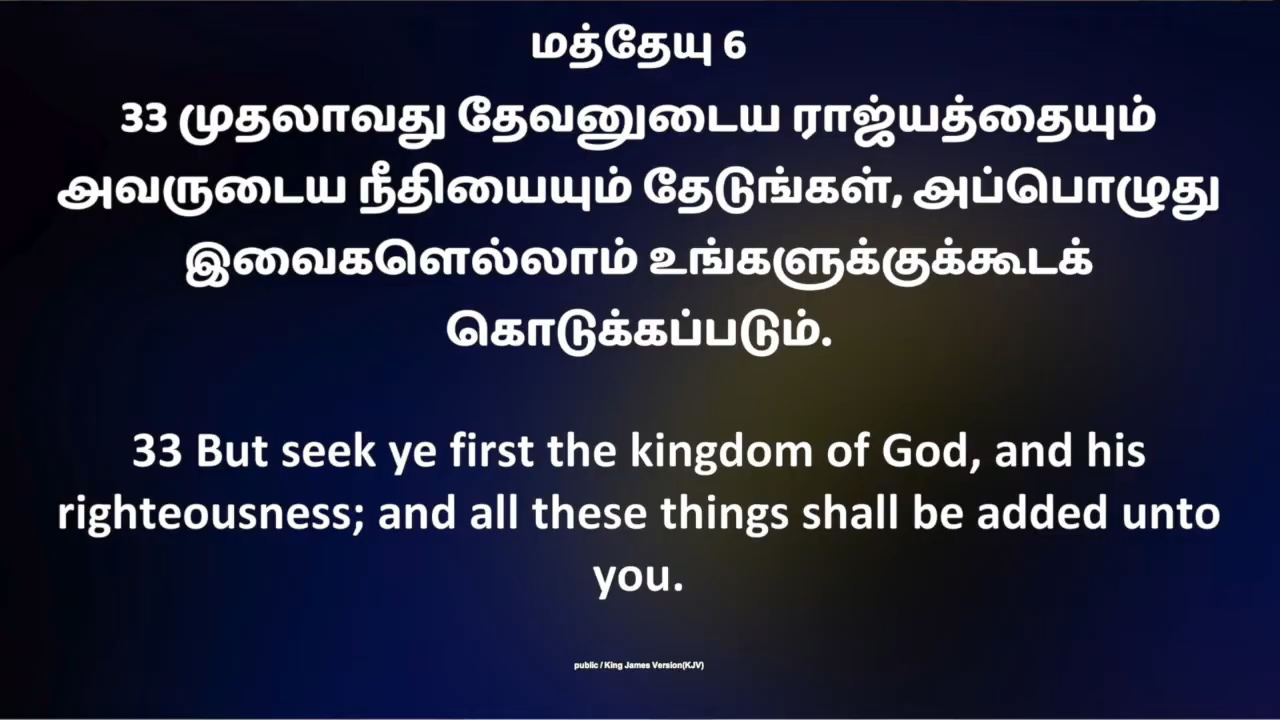 மத்தேயு 6
33 முதலாவது தேவனுடைய ராஜ்யத்தையும்
அவருடைய நீதியையும் தேடுங்கள், அப்பொழுது
இவைகளெல்லாம் உங்களுக்குக்கூடக்
கொடுக்கப்படும்.
33 But seek ye first the kingdom of God, and his
righteousness; and all these things shall be added unto
you.
public / King James Version(KJV)